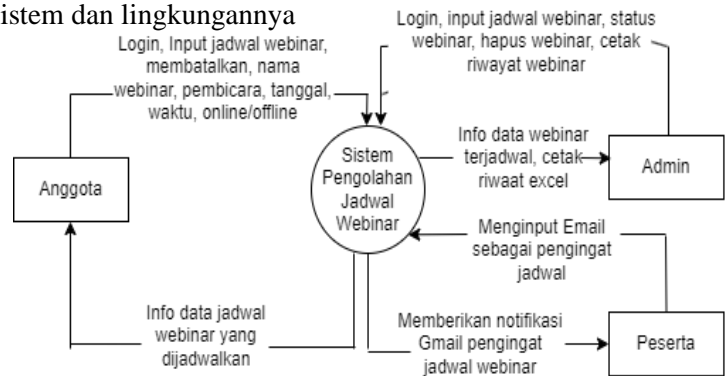 istem dan lingkungannya
Login, Input jadwal webinar,
membatalkan, nama
webinar, pembicara, tanggal,
waktu, online/offline
Login, input jadwal webinar, status
webinar, hapus webinar, cetak
riwayat webinar
Anggota
Sistem
Pengolahan
Jadwal
Webinar
Info data webinar
terjadwal, cetak
riwaat excel
Admin
Menginput Email
sebagai pengingat
jadwal
Info data jadwal
webinar yang
dijadwalkan
Memberikan notifikasi
Gmail pengingat
jadwal webinar
Peserta